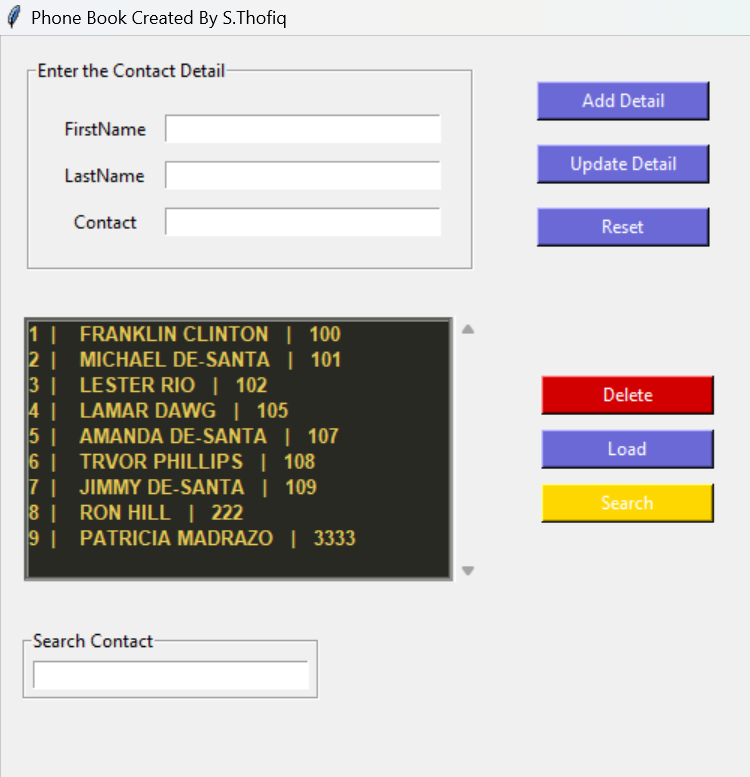 Phone Book Created By S.Thofiq
Enter the Contact Detail
FirstName
LastName
Contact
Add Detail
Update Detail
Reset
1 | FRANKLIN CLINTON | 100
2 | MICHAEL DE-SANTA | 101
3 | LESTER RIO | 102
4 | LAMAR DAWG | 105
5 | AMANDA DE-SANTA | 107
6 | TRVOR PHILLIPS | 108
7 | JIMMY DE-SANTA | 109
8 | RON HILL | 222
9 | PATRICIA MADRAZO | 3333
Delete
Load
Search
Search Contact